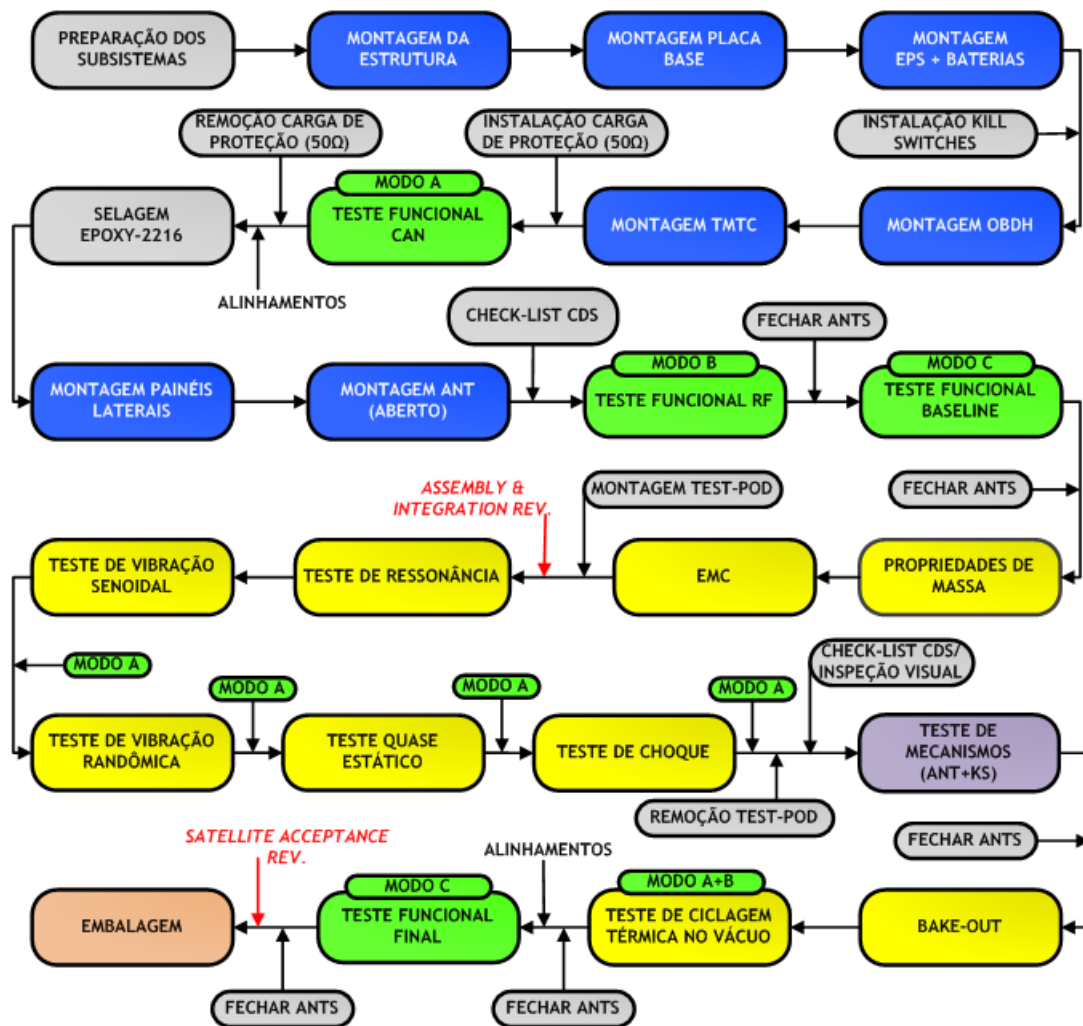 PREPARAÇÃO DOS
SUBSISTEMAS
MONTAGEM DA
ESTRUTURA
MONTAGEM PLACA
BASE
MONTAGEM
EPS + BATERIAS
REMOÇÃO CARGA DE
PROTEÇÃO (50Ω)
INSTALAÇÃO CARGA
DE PROTEÇÃO (50Ω)
INSTALAÇÃO KILL
SWITCHES
SELAGEM
EPOXY-2216
MODO A
TESTE FUNCIONAL
CAN
MONTAGEM TMTC
MONTAGEM OBDH
ALINHAMENTOS
CHECK-LIST CDS
FECHAR ANTS
MONTAGEM PAINÉIS
LATERAIS
MONTAGEM ANT
(ABERTO)
MODO B
TESTE FUNCIONAL RF
MODO C
TESTE FUNCIONAL
BASELINE
ASSEMBLY &
INTEGRATION REV.
MONTAGEM TEST-POD
FECHAR ANTS
TESTE DE VIBRAÇÃO
SENOIDAL
TESTE DE RESSONÂNCIA
EMC
PROPRIEDADES DE
MASSA
MODO A
MODO A
MODO A
MODO A
CHECK-LIST CDS/
INSPEÇÃO VISUAL
TESTE DE VIBRAÇÃO
RANDÔMICA
TESTE QUASE
ESTÁTICO
TESTE DE CHOQUE
TESTE DE
MECANISMOS
(ANT+KS)
REMOÇÃO TEST-POD
SATELLITE ACCEPTANCE
REV.
ALINHAMENTOS
FECHAR ANTS
EMBALAGEM
MODO C
TESTE FUNCIONAL
FINAL
MODO A+B
TESTE DE CICLAGEM
TÉRMICA NO VÁCUO
BAKE-OUT
FECHAR ANTS
FECHAR ANTS